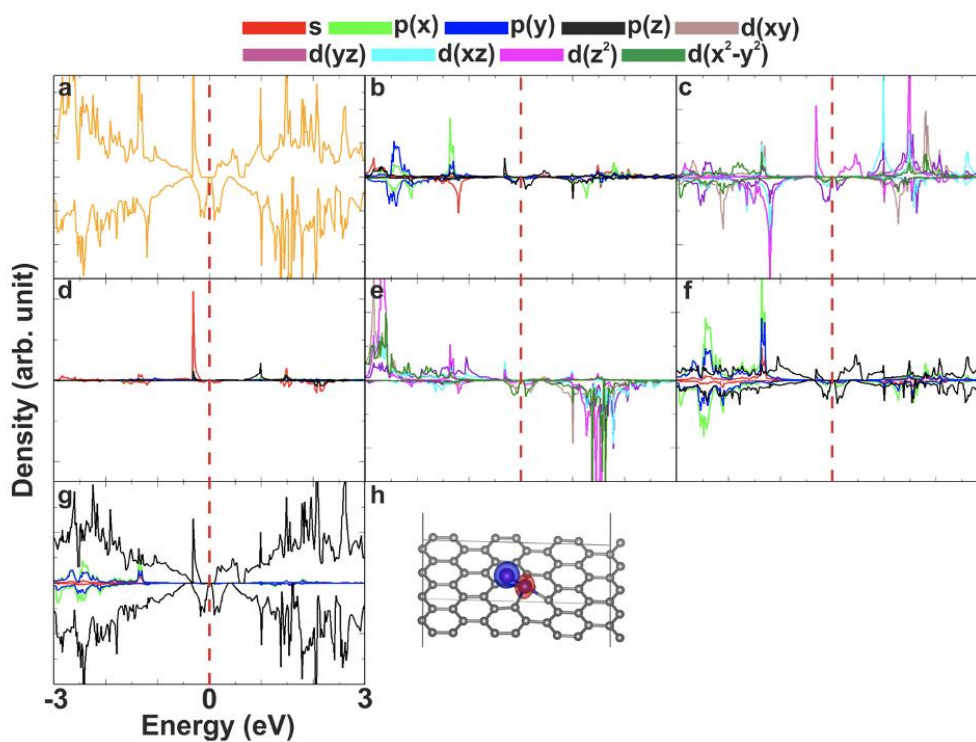 s p(x) p(y) p(z) d(xy)
d(yz) d(xz) d(z²) d(x²-y²)
a b c
d e f
g h
Density (arb. unit)
-3 0 3
Energy (eV)